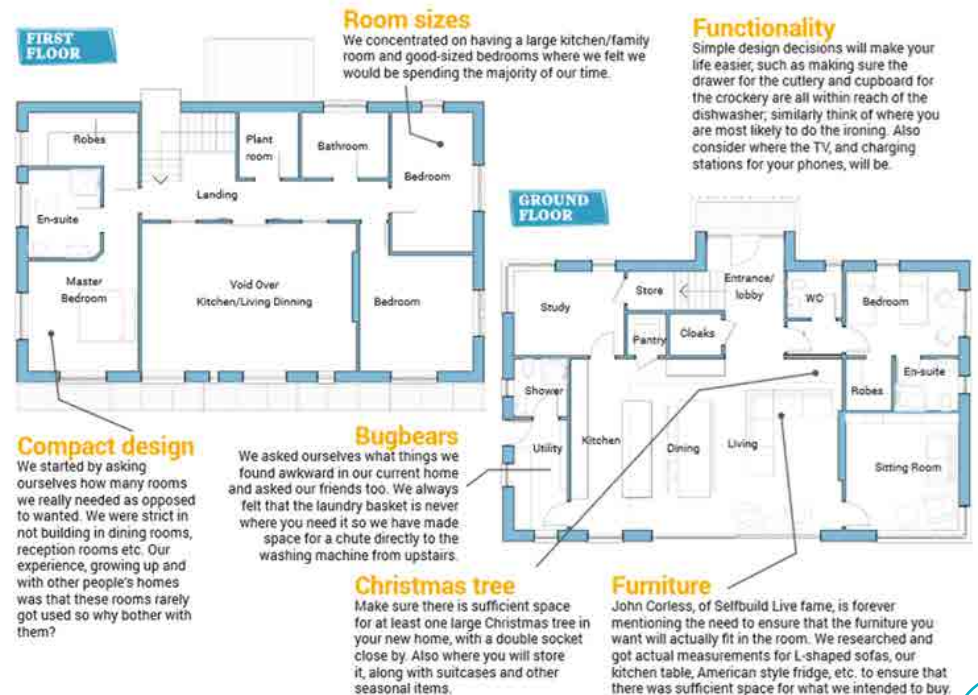 FIRST
FLOOR
Room sizes
We concentrated on having a large kitchen/family
room and good-sized bedrooms where we felt we
would be spending the majority of our time.
Functionality
Simple design decisions will make your
life easier, such as making sure the
drawer for the cutlery and cupboard for
the crockery are all within reach of the
dishwasher; similarly think of where you
are most likely to do the ironing. Also
consider where the TV, and charging
stations for your phones, will be.
Robes
Plant
room
Bathroom
Bedroom
Landing
En-suite
Master
Bedroom
Void Over
Kitchen/Living Dinning
Bedroom
GROUND
FLOOR
Study
Store
Entrance/
lobby
WC
Bedroom
Pantry
Cloaks
Shower
Robes
En-suite
Utility
Kitchen
Dining
Living
Sitting Room
Compact design
We started by asking
ourselves how many rooms
we really needed as opposed
to wanted. We were strict in
not building in dining rooms,
reception rooms etc. Our
experience, growing up and
with other people's homes
was that these rooms rarely
got used so why bother with
them?
Bugbears
We asked ourselves what things we
found awkward in our current home
and asked our friends too. We always
felt that the laundry basket is never
where you need it so we have made
space for a chute directly to the
washing machine from upstairs.
Christmas tree
Make sure there is sufficient space
for at least one large Christmas tree in
your new home, with a double socket
close by. Also where you will store
it, along with suitcases and other
seasonal items.
Furniture
John Corless, of Selfbuild Live fame, is forever
mentioning the need to ensure that the furniture you
want will actually fit in the room. We researched and
got actual measurements for L-shaped sofas, our
kitchen table, American style fridge, etc. to ensure that
there was sufficient space for what we intended to buy.